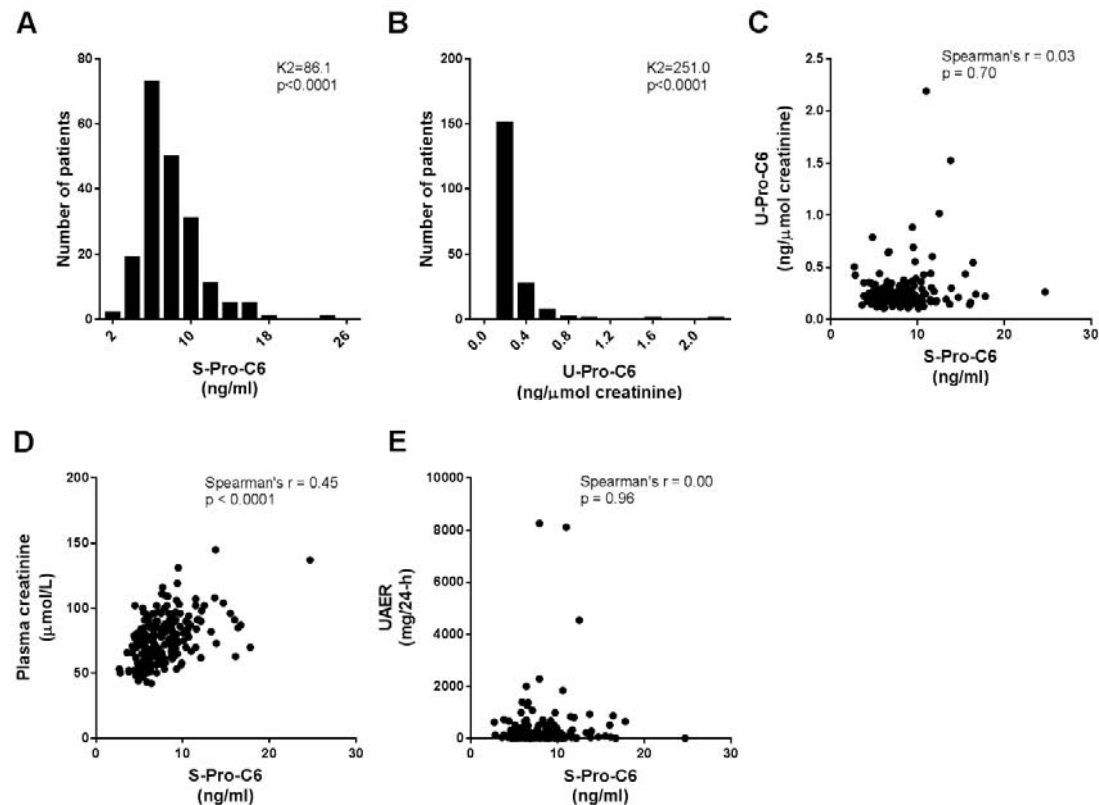 A
K2=86.1
p<0.0001
Number of patients
80
60
40
20
0
2
10
18
26
S-Pro-C6
(ng/ml)
B
K2=251.0
p<0.0001
Number of patients
200
150
100
50
0
0.0
0.4
0.8
1.2
1.6
2.0
U-Pro-C6
(ng/μmol creatinine)
C
Spearman's r = 0.03
p = 0.70
U-Pro-C6
(ng/μmol creatinine)
2.5
2.0
1.5
1.0
0.5
0.0
0
10
20
30
S-Pro-C6
(ng/ml)
D
Spearman's r = 0.45
p < 0.0001
Plasma creatinine
(μmol/L)
200
150
100
50
0
0
10
20
30
S-Pro-C6
(ng/ml)
E
Spearman's r = 0.00
p = 0.96
UAER
(mg/24-h)
10000
8000
6000
4000
2000
0
0
10
20
30
S-Pro-C6
(ng/ml)